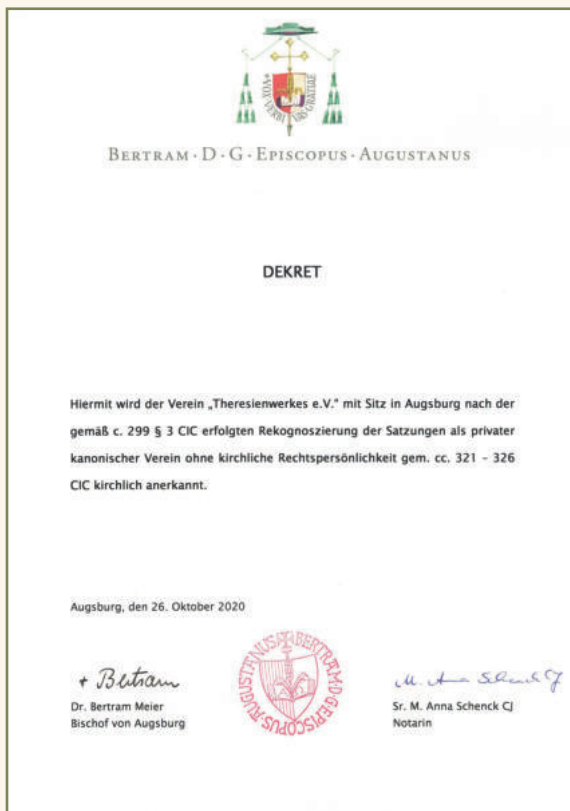 VOX VERBI VAS GRATIAE
BERTRAM · D · G · EPISCOPUS · AUGUSTANUS
DEKRET
Hiermit wird der Verein „Theresienwerkes e.V.“ mit Sitz in Augsburg nach der
gemäß c. 299 § 3 CIC erfolgten Rekognoszierung der Satzungen als privater
kanonischer Verein ohne kirchliche Rechtspersönlichkeit gem. cc. 321 – 326
CIC kirchlich anerkannt.
Augsburg, den 26. Oktober 2020
+ Bertram
BERTRAM·D·G·EPISCOPUS·AUGUSTANUS
M. Anna Schenck CJ
Dr. Bertram Meier
Bischof von Augsburg
Sr. M. Anna Schenck CJ
Notarin